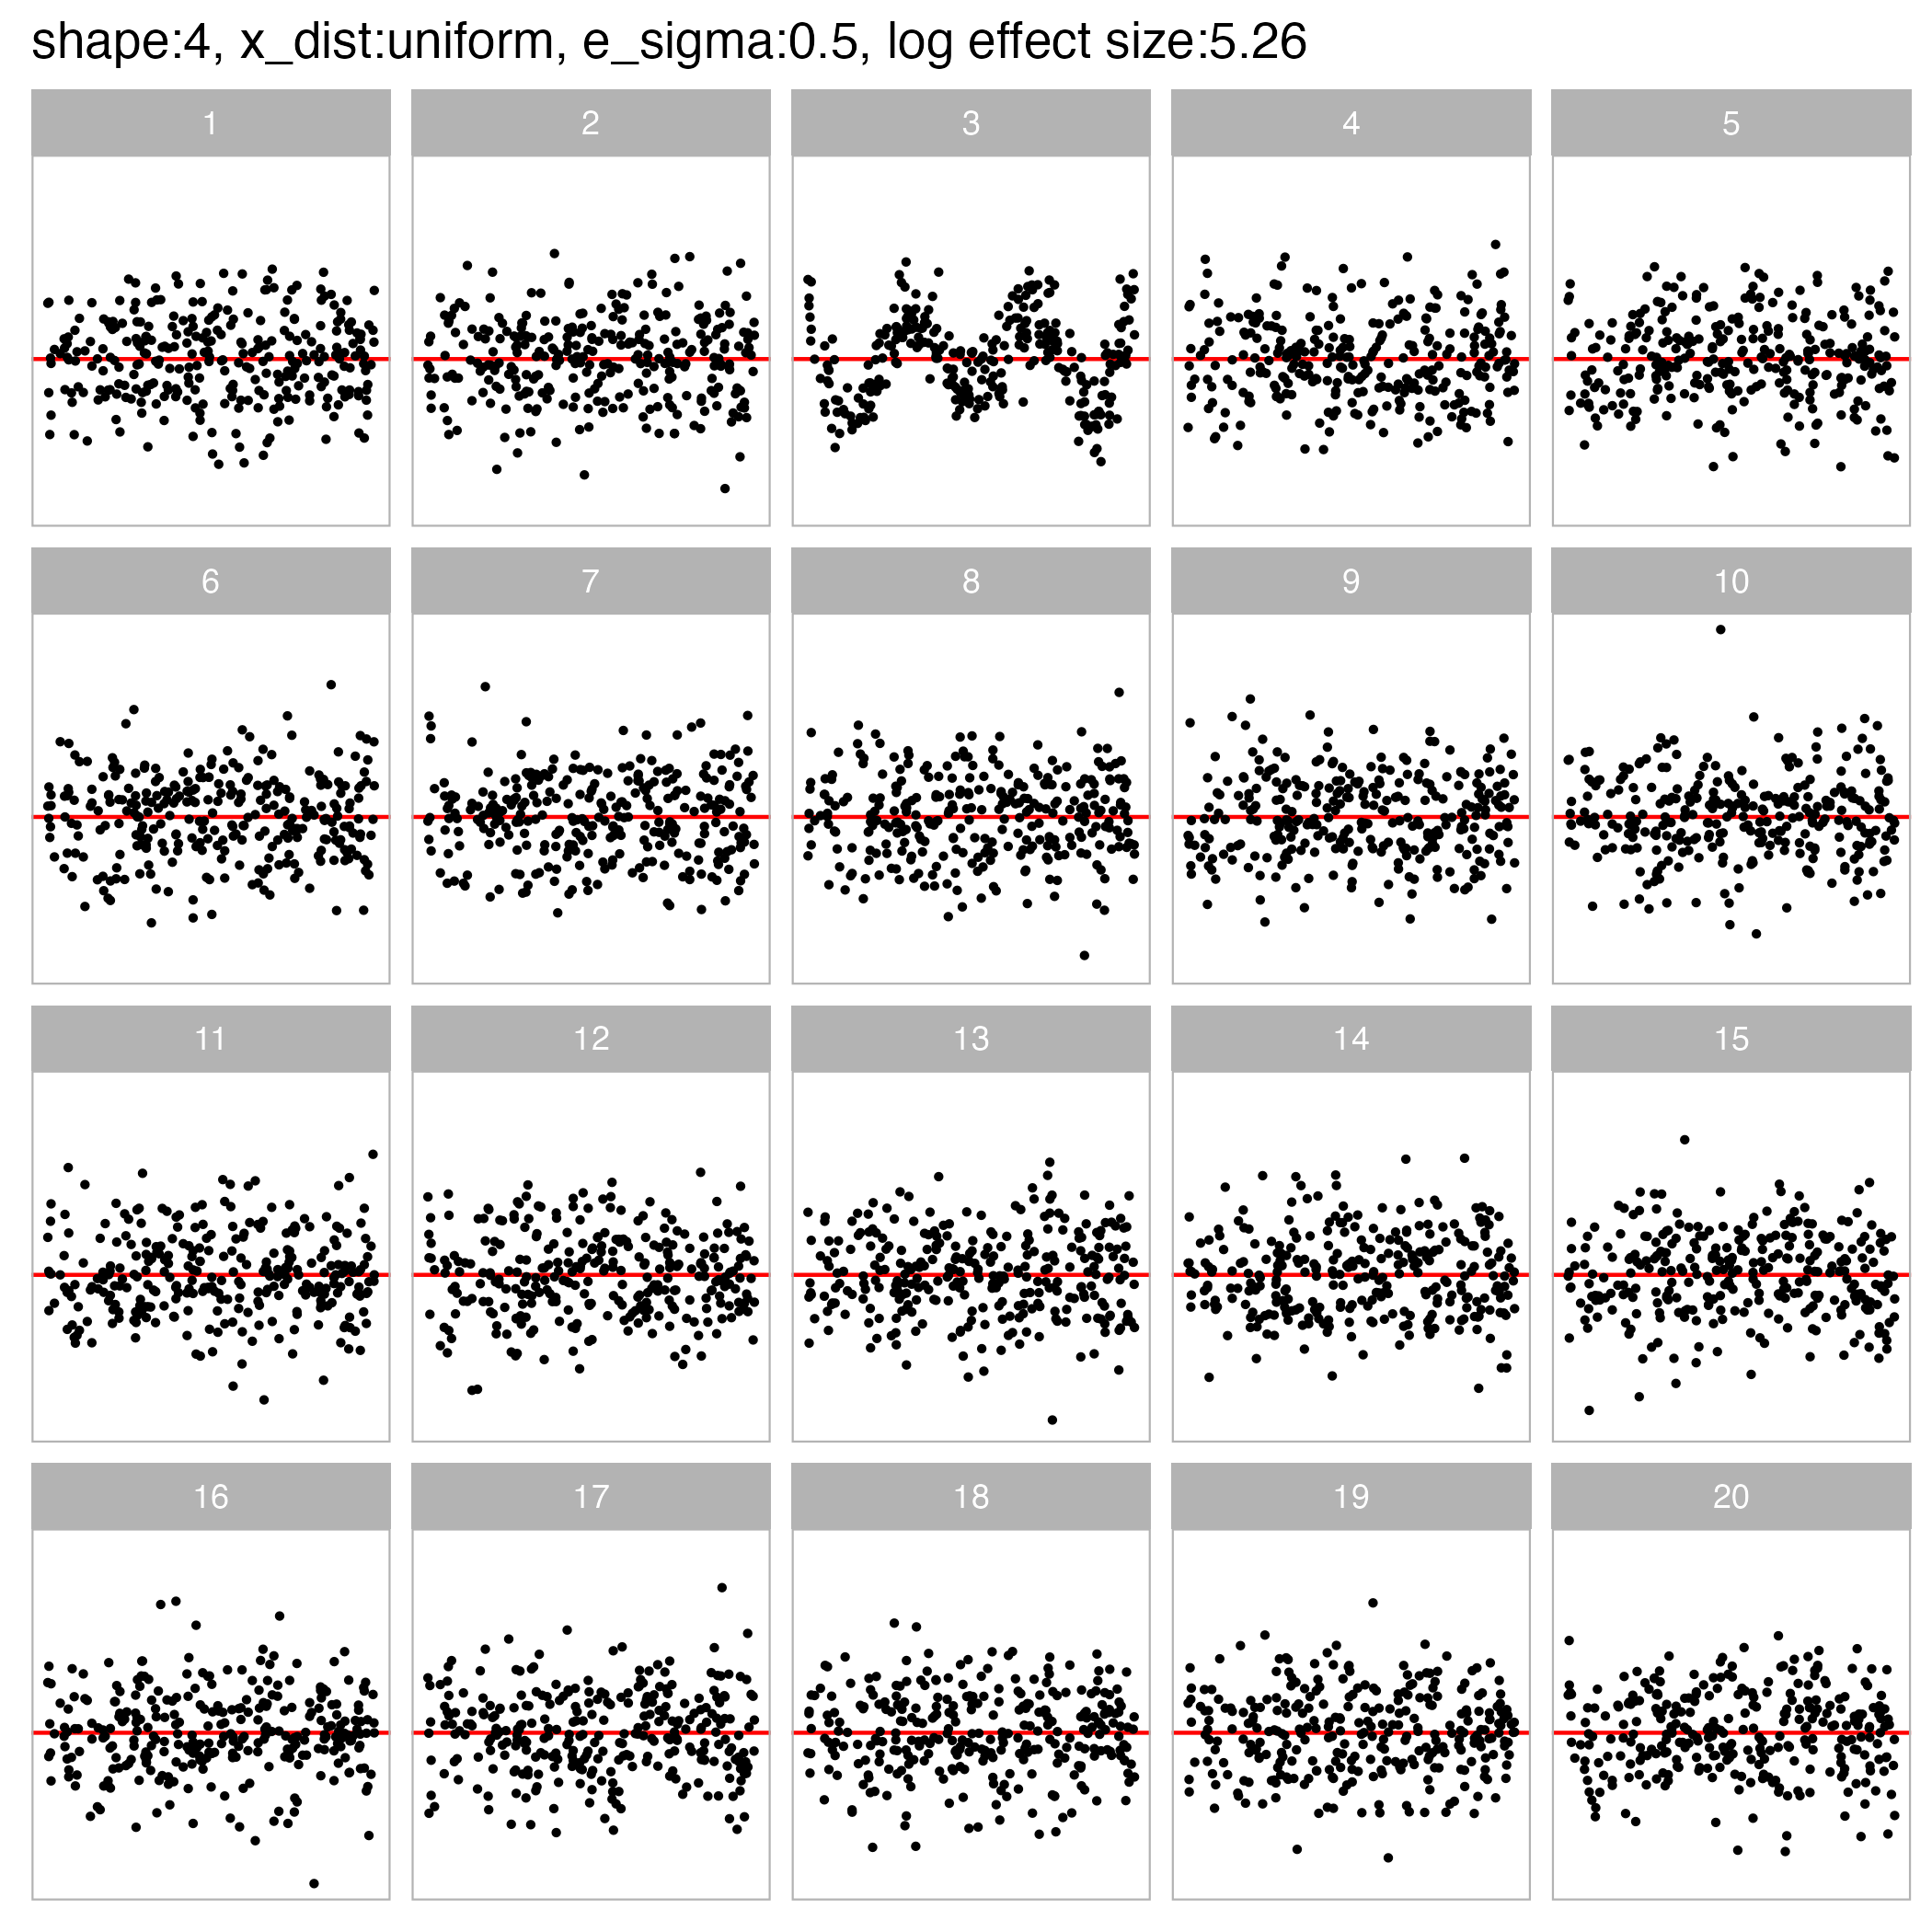 shape:4, x_dist:uniform, e_sigma:0.5, log effect size:5.26
1 2 3 4 5
6 7 8 9 10
11 12 13 14 15
16 17 18 19 20